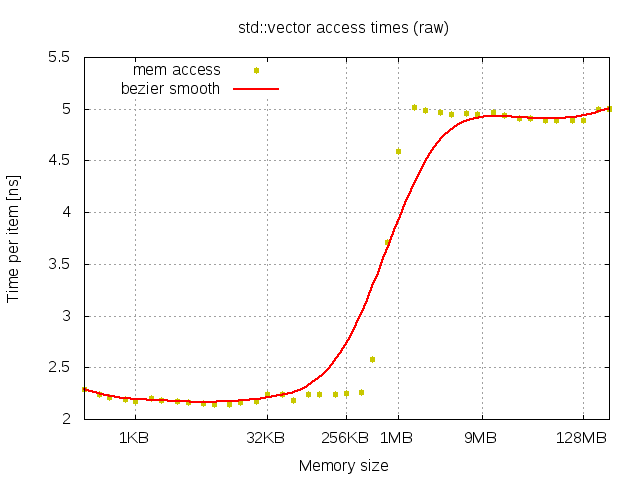 std::vector access times (raw)
mem access
bezier smooth
Time per item [ns]
5.5
5
4.5
4
3.5
3
2.5
2
1KB 32KB 256KB 1MB 9MB 128MB
Memory size